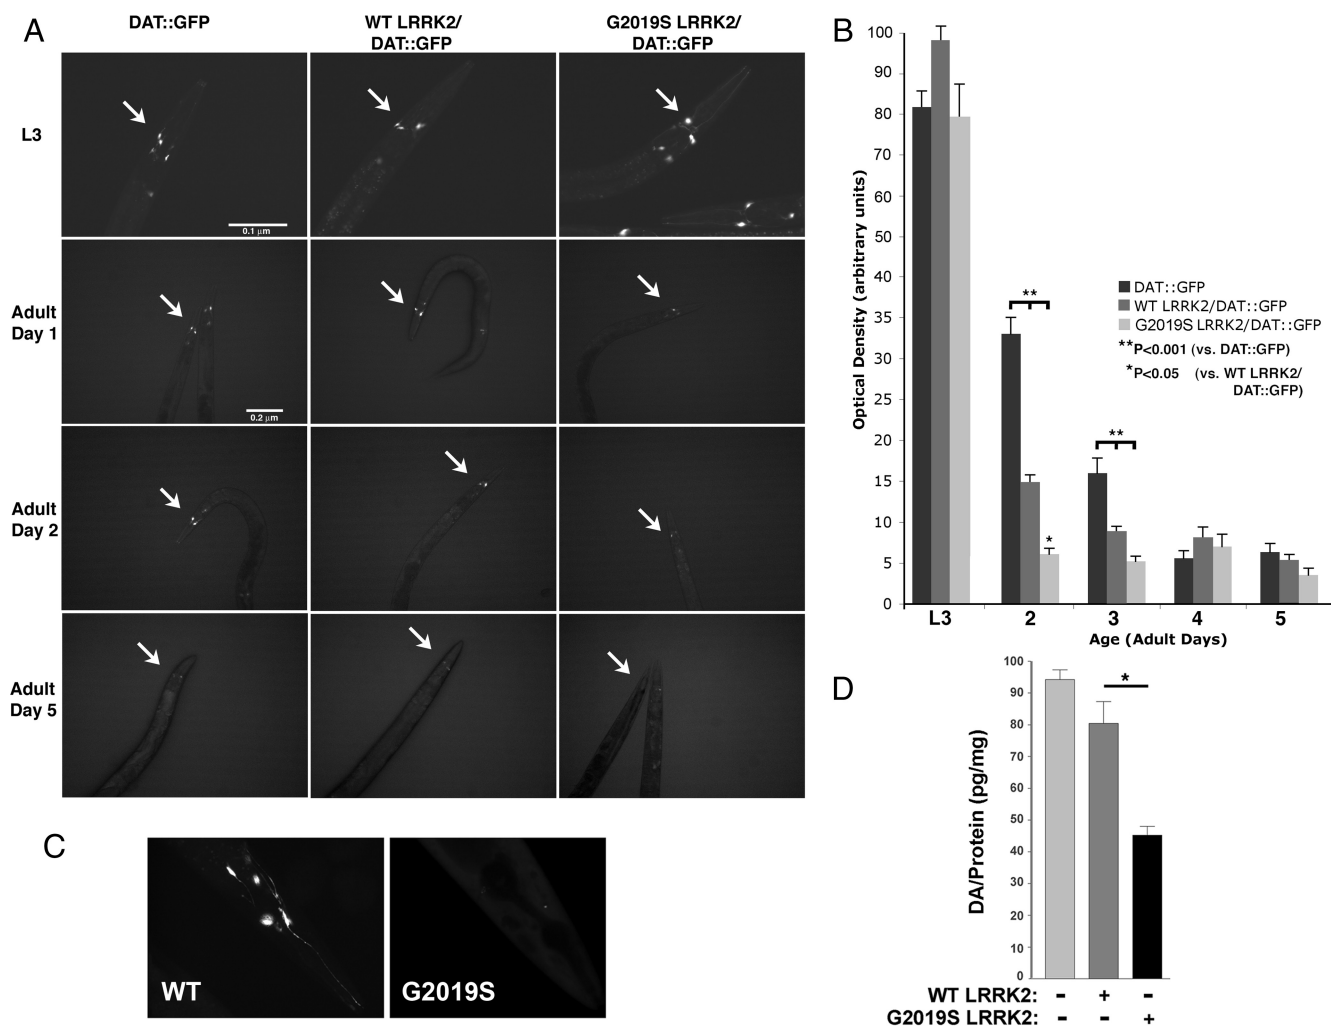 A
DAT::GFP
WT LRRK2/
DAT::GFP
G2019S LRRK2/
DAT::GFP
L3
0.1 µm
Adult
Day 1
0.2 µm
Adult
Day 2
Adult
Day 5
B
Optical Density (arbitrary units)
100
90
80
70
60
50
40
35
30
25
20
15
10
5
0
**
*
**
DAT::GFP
WT LRRK2/DAT::GFP
G2019S LRRK2/DAT::GFP
**P<0.001 (vs. DAT::GFP)
*P<0.05 (vs. WT LRRK2/
DAT::GFP)
L3 2 3 4 5
Age (Adult Days)
C
WT
G2019S
D
DA/Protein (pg/mg)
100
90
80
70
60
50
40
30
20
10
0
*
WT LRRK2: - + -
G2019S LRRK2: - - +